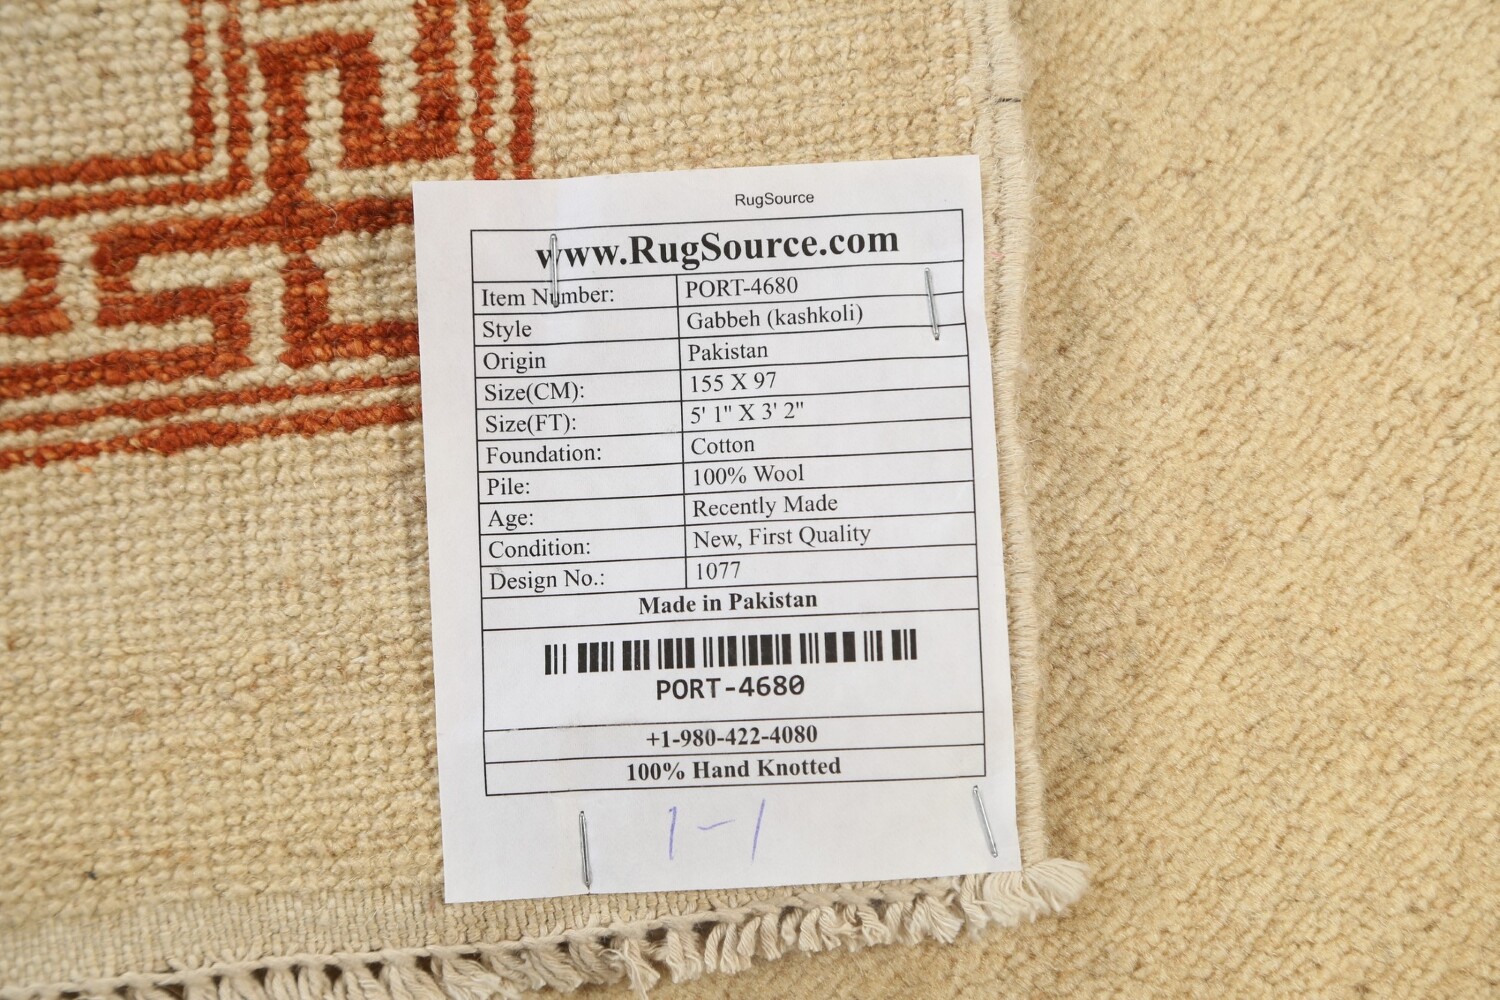 RugSource
www.RugSource.com
Item Number: PORT-4680
Style Gabbeh (kashkoli)
Origin Pakistan
Size(CM): 155 X 97
Size(FT): 5' 1" X 3' 2"
Foundation: Cotton
Pile: 100% Wool
Age: Recently Made
Condition: New, First Quality
Design No.: 1077
Made in Pakistan
PORT-4680
+1-980-422-4080
100% Hand Knotted
1-1